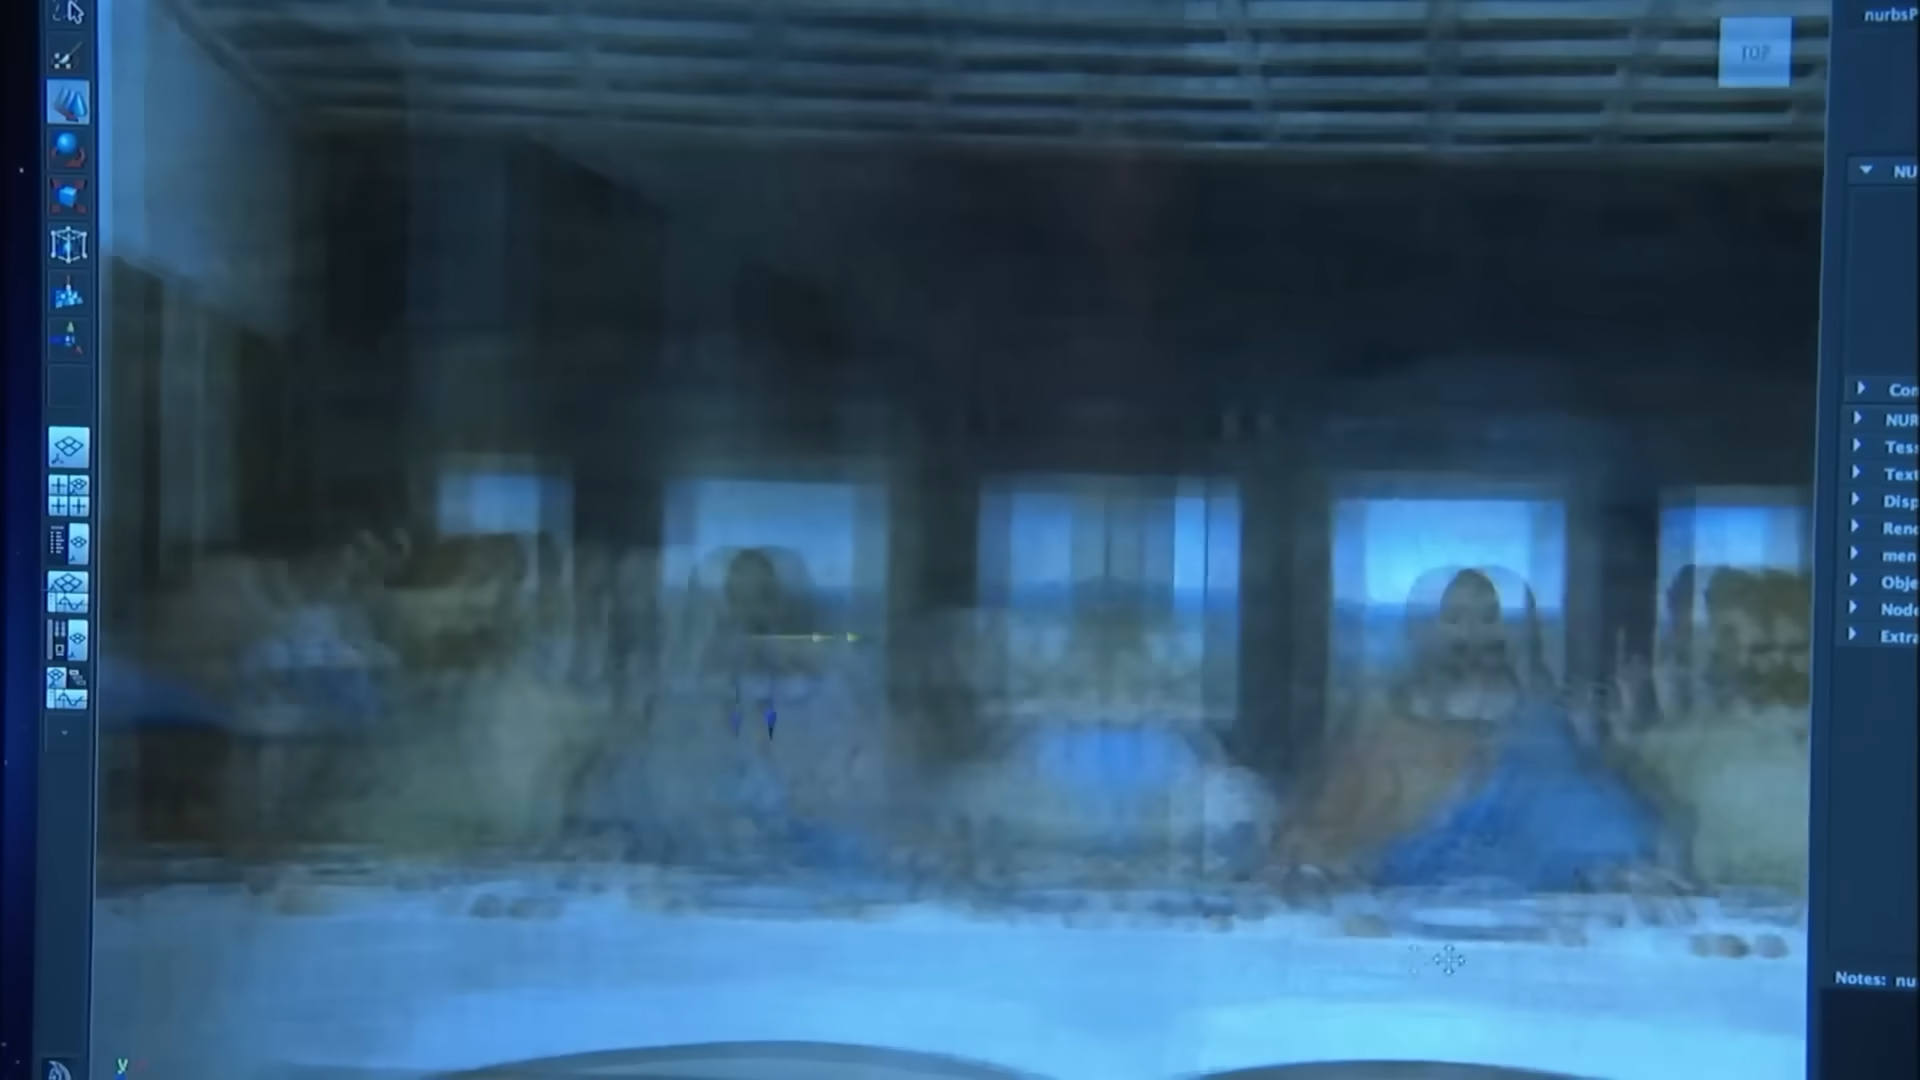 nurbsP
TOP
NU
Con
NUR
Tess
Text
Disp
Rend
men
Obje
Node
Extra
Notes: nu
y